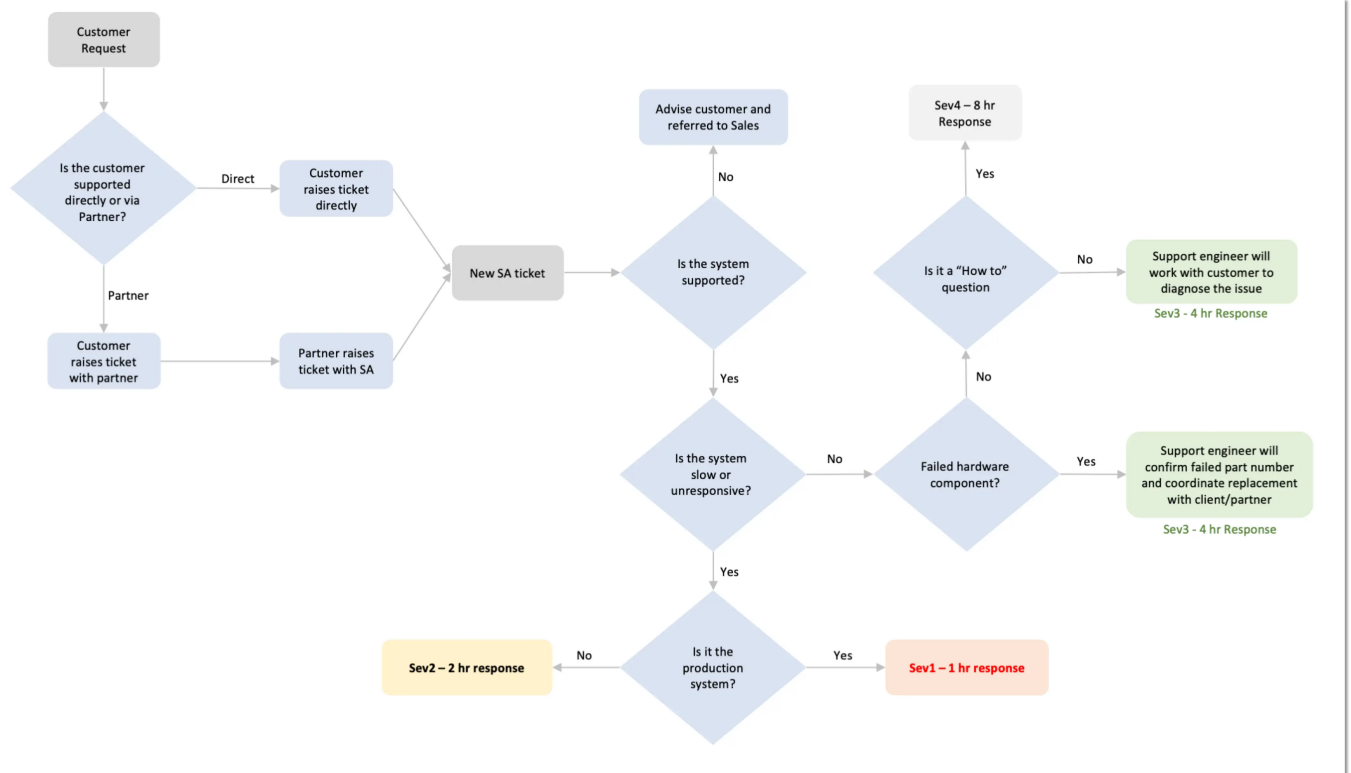 Customer
Request
Is the customer
supported
directly or via
Partner?
Direct
Customer
raises ticket
directly
Partner
Customer
raises ticket
with partner
Partner raises
ticket with SA
New SA ticket
Advise customer and
referred to Sales
No
Is the system
supported?
Yes
Is the system
slow or
unresponsive?
No
Yes
Is it the
production
system?
No
Sev2 – 2 hr response
Yes
Sev1 – 1 hr response
Sev4 – 8 hr
Response
Yes
Is it a “How to”
question
No
Support engineer will
work with customer to
diagnose the issue
Sev3 - 4 hr Response
No
Failed hardware
component?
Yes
Support engineer will
confirm failed part number
and coordinate replacement
with client/partner
Sev3 - 4 hr Response